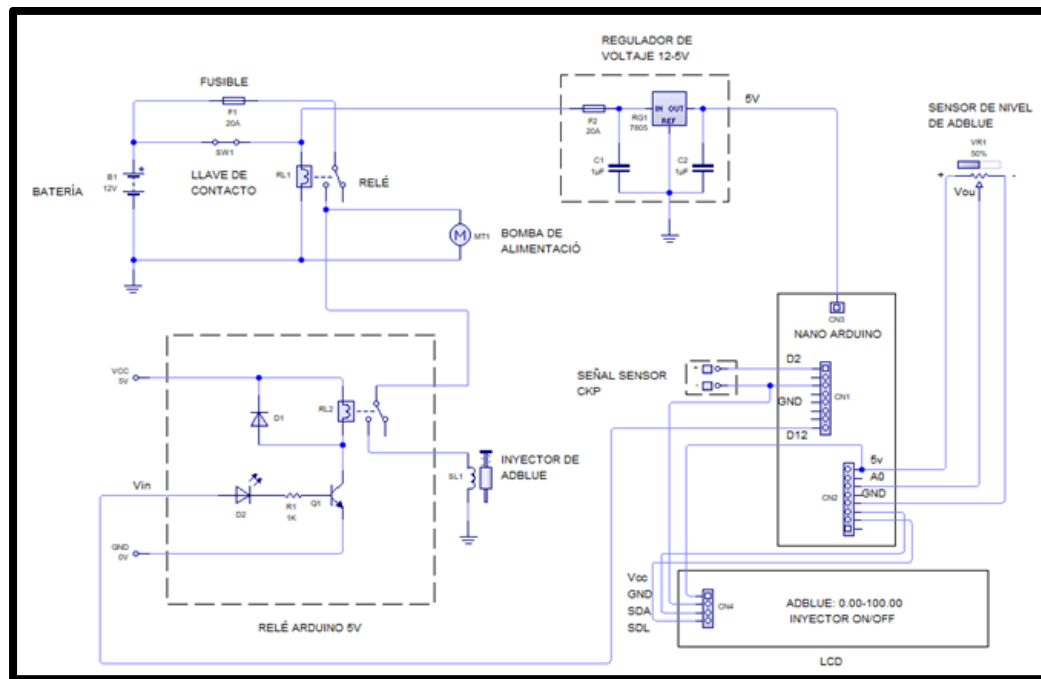 REGULADOR DE
VOLTAJE 12-5V
FUSIBLE
F1
20A
SW1
LLAVE DE
CONTACTO
BATERÍA
B1
12V
+
RL1
RELÉ
MT1
M
BOMBA DE
ALIMENTACIÓ
F2
20A
RG1
7805
IN OUT
REF
C1
1µF
C2
1µF
5V
SENSOR DE NIVEL
DE ADBLUE
VR1
50%
+
-
Vou
CN3
NANO ARDUINO
SEÑAL SENSOR
CKP
+
-
D2
GND
CN1
D12
5v
A0
GND
CN2
VCC
5V
D1
RL2
Vin
D2
R1
1K
Q1
GND
0V
RELÉ ARDUINO 5V
SL1
INYECTOR DE
ADBLUE
Vcc
GND
SDA
SDL
CN4
ADBLUE: 0.00-100.00
INYECTOR ON/OFF
LCD